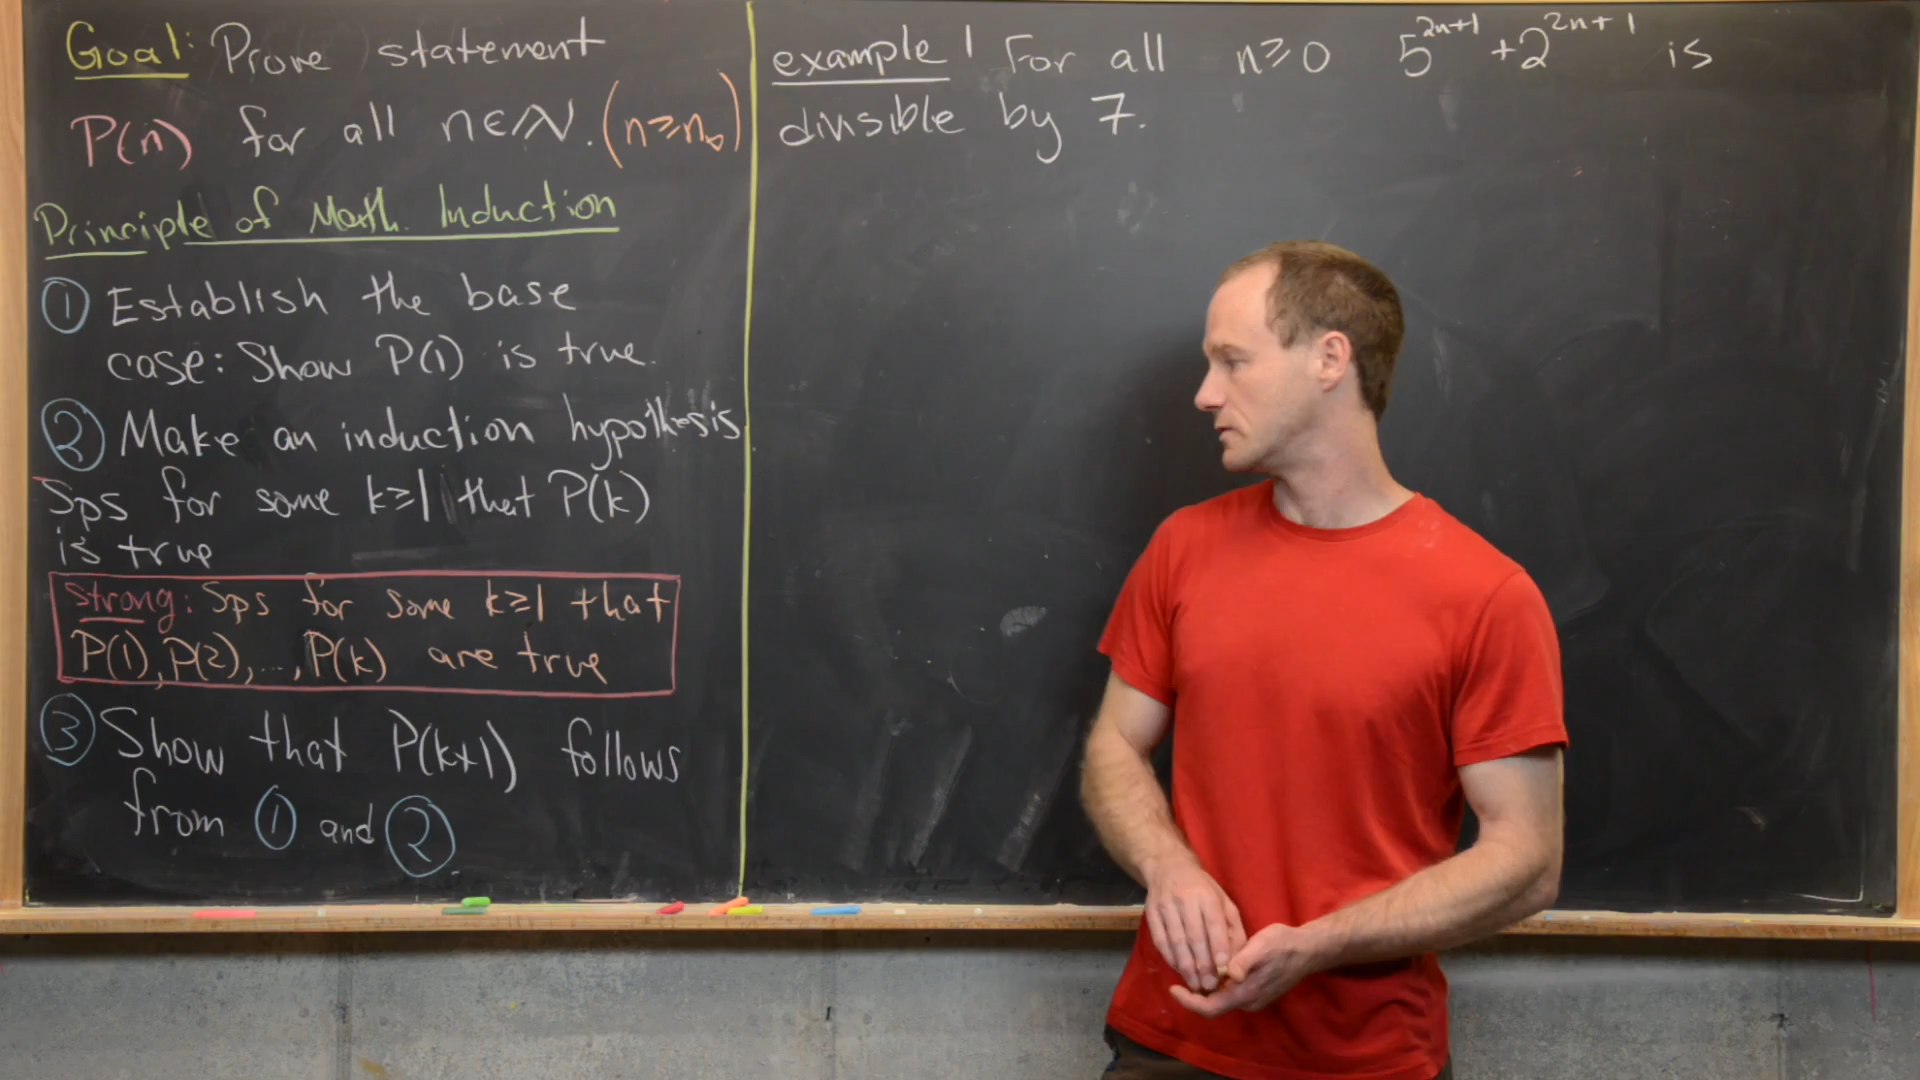 Goal: Prove statement
P(n) for all n∈ℕ. (n≥n₀)
Principle of Math. Induction
① Establish the base
case: Show P(1) is true.
② Make an induction hypothesis
Sps for some k≥1 that P(k)
is true
Strong: Sps for some k≥1 that
P(1), P(2), ..., P(k) are true
③ Show that P(k+1) follows
from ① and ②
example 1 For all n≥0 5^{2n+1} + 2^{2n+1} is
divisible by 7.